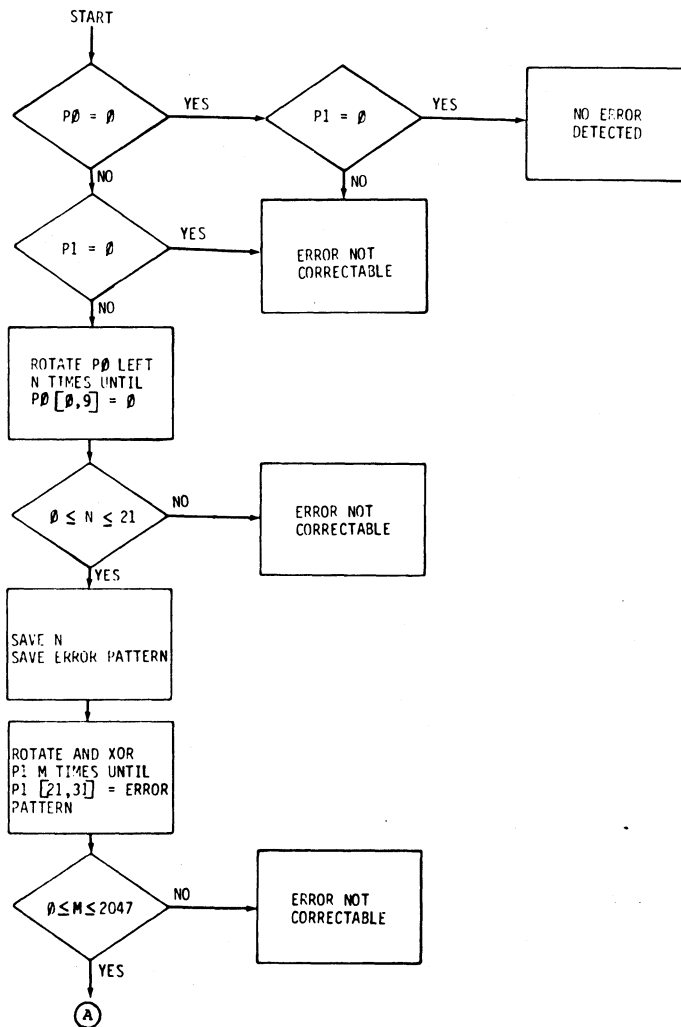 START
PØ = Ø
YES
P1 = Ø
YES
NO ERROR
DETECTED
NO
NO
P1 = Ø
YES
ERROR NOT
CORRECTABLE
NO
ROTATE PØ LEFT
N TIMES UNTIL
PØ [Ø,9] = Ø
Ø ≤ N ≤ 21
NO
ERROR NOT
CORRECTABLE
YES
SAVE N
SAVE ERROR PATTERN
ROTATE AND XOR
P1 M TIMES UNTIL
P1 [21,31] = ERROR
PATTERN
Ø≤M≤2047
NO
ERROR NOT
CORRECTABLE
YES
A